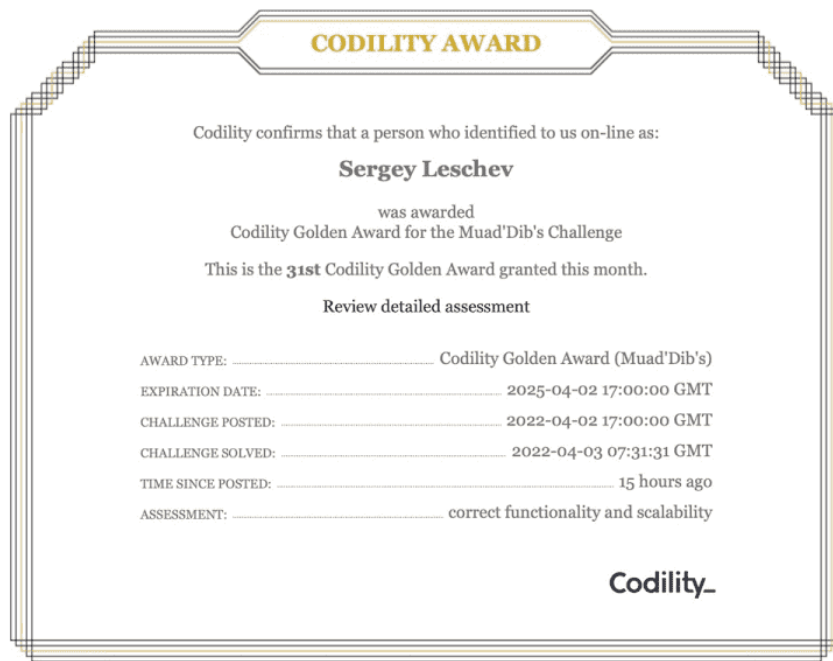 CODILITY AWARD
Codility confirms that a person who identified to us on-line as:
Sergey Leschev
was awarded
Codility Golden Award for the Muad'Dib's Challenge
This is the 31st Codility Golden Award granted this month.
Review detailed assessment
AWARD TYPE: Codility Golden Award (Muad'Dib's)
EXPIRATION DATE: 2025-04-02 17:00:00 GMT
CHALLENGE POSTED: 2022-04-02 17:00:00 GMT
CHALLENGE SOLVED: 2022-04-03 07:31:31 GMT
TIME SINCE POSTED: 15 hours ago
ASSESSMENT: correct functionality and scalability
Codility_